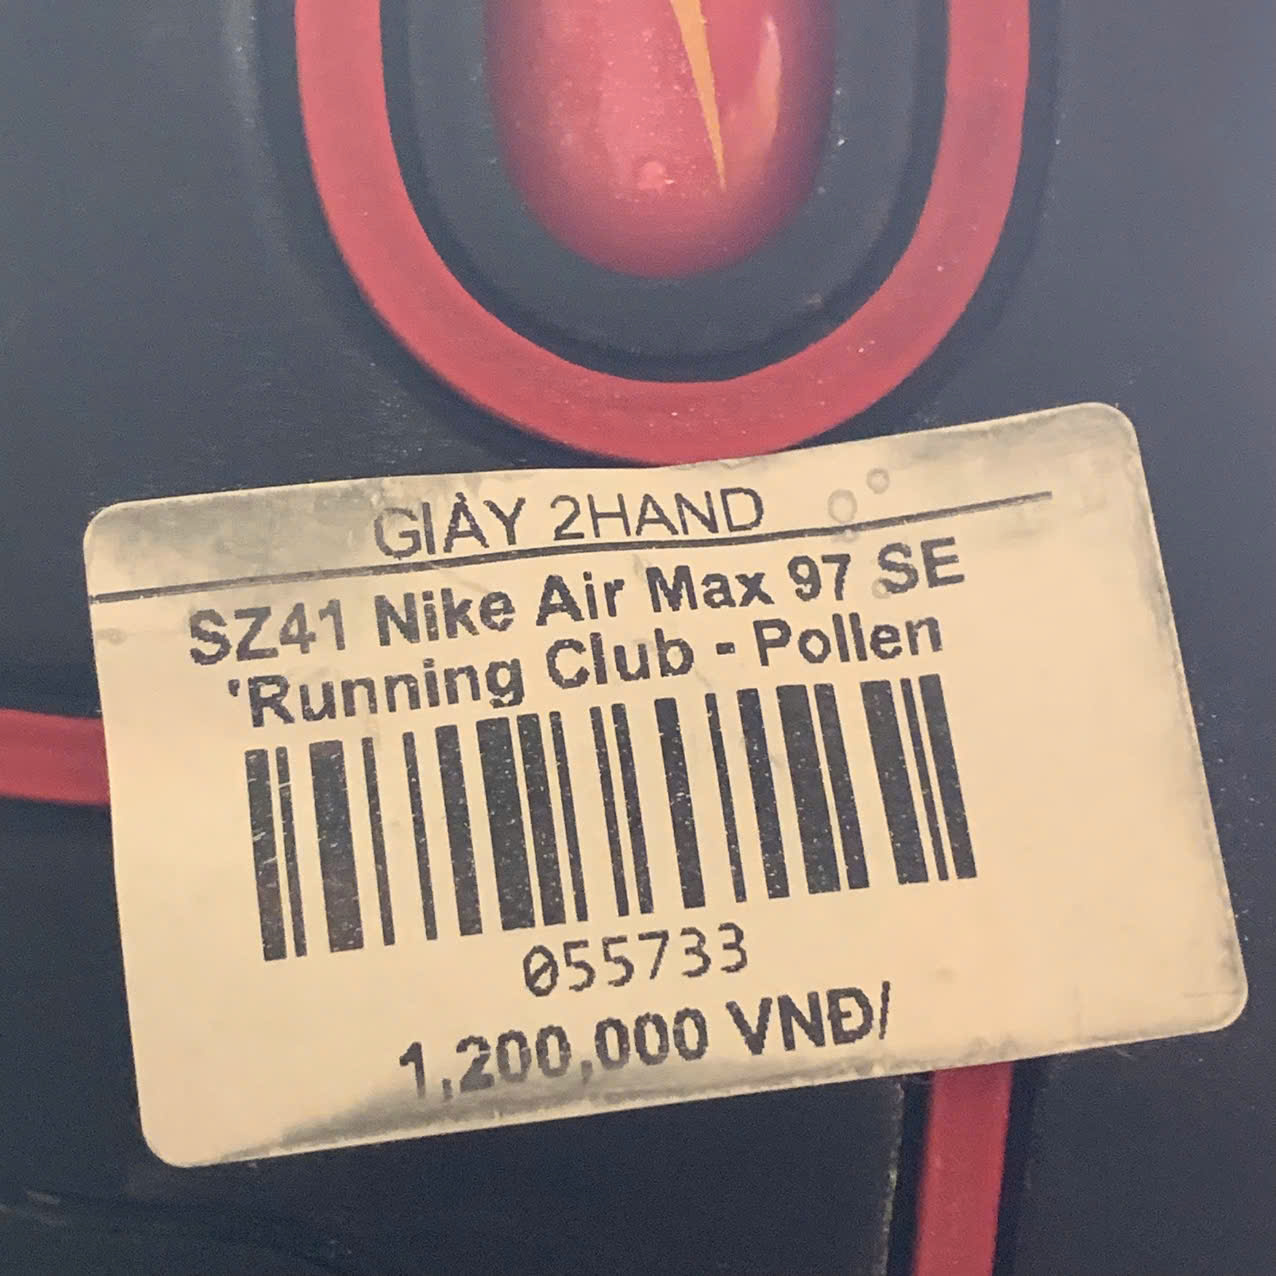 GIÀY 2HAND
SZ41 Nike Air Max 97 SE
'Running Club - Pollen
055733
1,200,000 VNĐ/